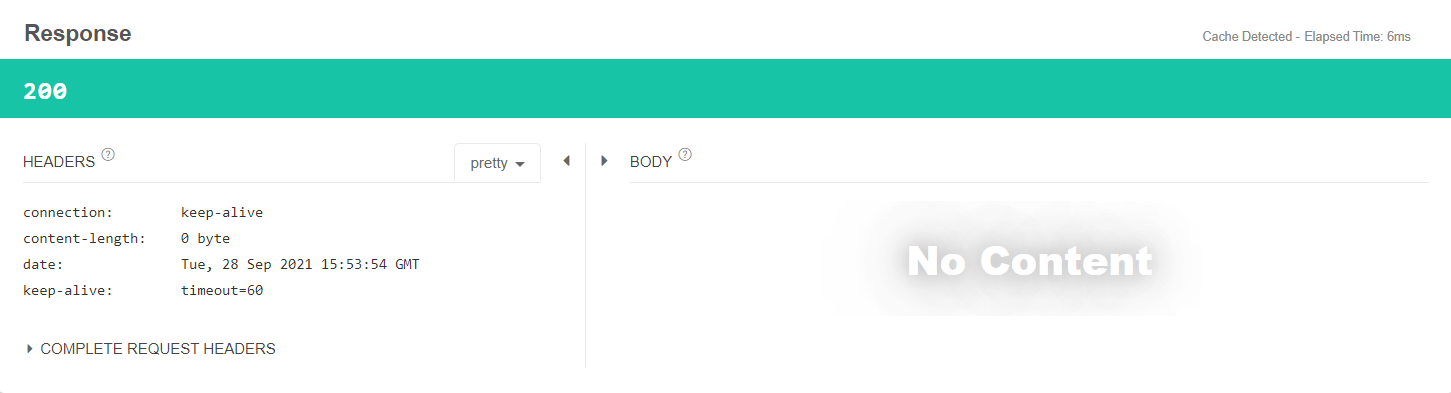 Response
Cache Detected - Elapsed Time: 6ms
200
HEADERS ?
pretty
connection: keep-alive
content-length: 0 byte
date: Tue, 28 Sep 2021 15:53:54 GMT
keep-alive: timeout=60
COMPLETE REQUEST HEADERS
BODY ?
No Content